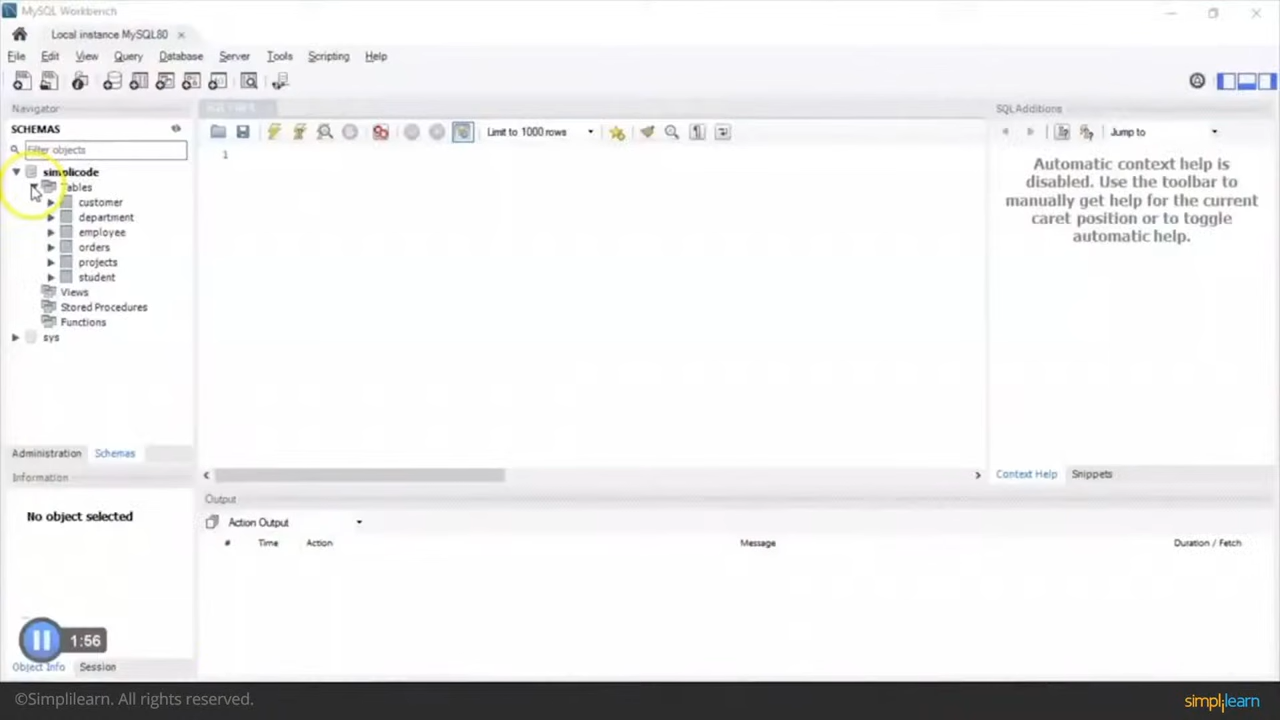 MySQL Workbench
Local instance MySQL80
File Edit View Query Database Server Tools Scripting Help
Navigator
SCHEMAS
Filter objects
simplicode
Tables
customer
department
employee
orders
projects
student
Views
Stored Procedures
Functions
sys
Administration Schemas
Information
No object selected
1:56
Object Info Session
Limit to 1000 rows
1
SQLAdditions
Jump to
Automatic context help is
disabled. Use the toolbar to
manually get help for the current
caret position or to toggle
automatic help.
Context Help Snippets
Output
Action Output
# Time Action Message Duration / Fetch
©Simplilearn. All rights reserved.
simplilearn